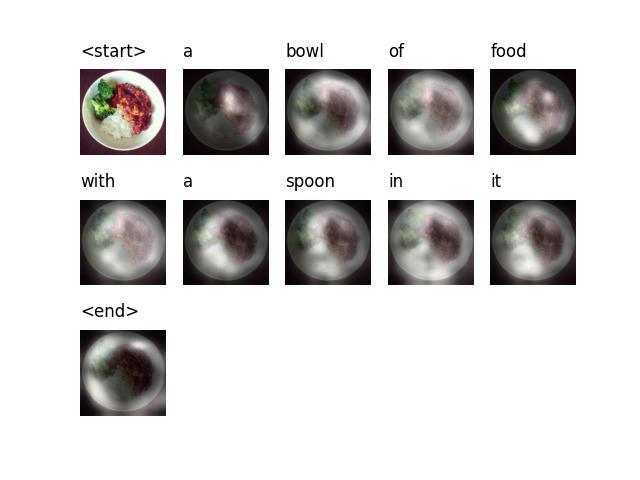 <start> a bowl of food
with a spoon in it
<end>